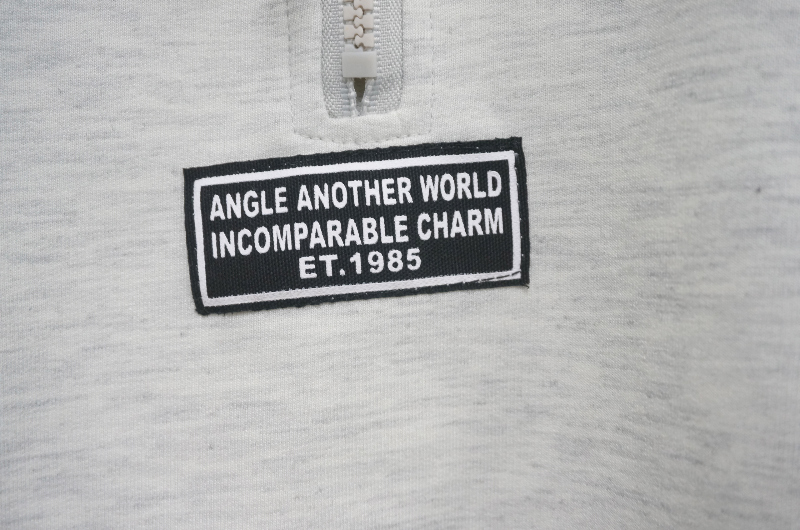 ANGLE ANOTHER WORLD
INCOMPARABLE CHARM
ET.1985